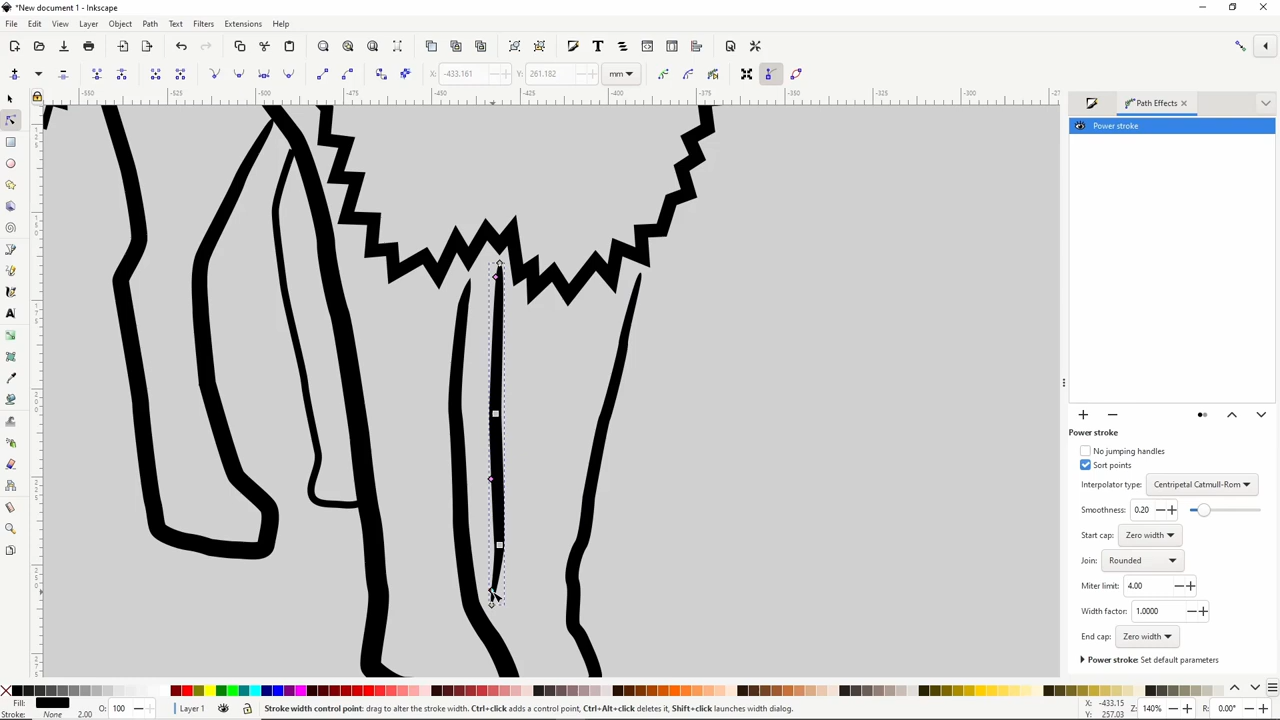 *New document 1 - Inkscape
File Edit View Layer Object Path Text Filters Extensions Help
X: -433.161 Y: 261.182 mm
-550 -525 -500 -475 -450 -425 -400 -375 -350 -325 -300
Path Effects
Power stroke
Power stroke
No jumping handles
Sort points
Interpolator type: Centripetal Catmull-Rom
Smoothness: 0.20
Start cap: Zero width
Join: Rounded
Miter limit: 4.00
Width factor: 1.0000
End cap: Zero width
Power stroke: Set default parameters
Fill:
Stroke: None 2.00
O: 100
Layer 1
Stroke width control point: drag to alter the stroke width. Ctrl+click adds a control point, Ctrl+Alt+click deletes it, Shift+click launches width dialog.
X: -433.15
Y: 257.03
Z: 140%
R: 0.00°